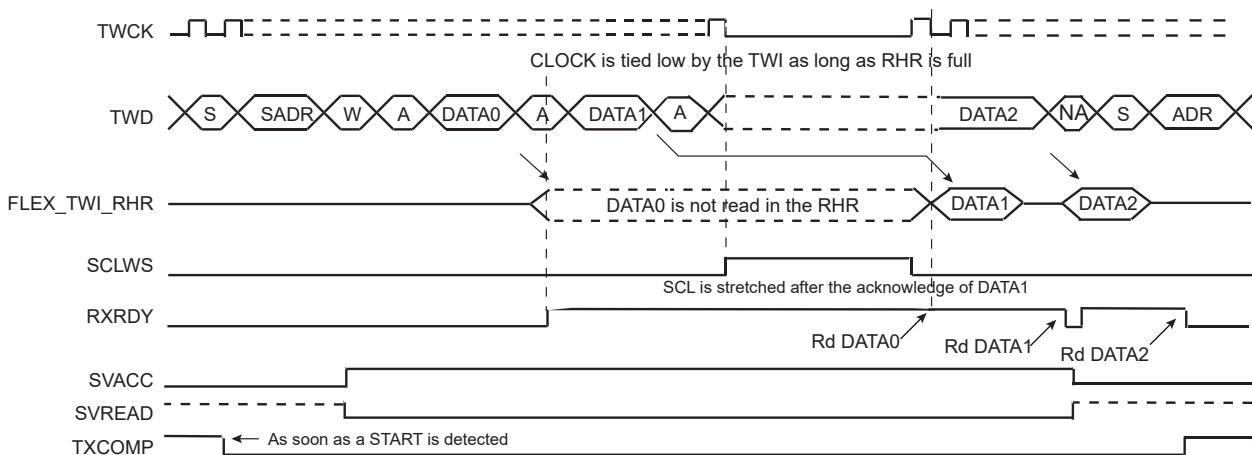 TWCK
CLOCK is tied low by the TWI as long as RHR is full
TWD S SADR W A DATA0 A DATA1 A DATA2 NA S ADR
FLEX_TWI_RHR DATA0 is not read in the RHR DATA1 DATA2
SCLWS
SCL is stretched after the acknowledge of DATA1
RXRDY
Rd DATA0 Rd DATA1 Rd DATA2
SVACC
SVREAD
TXCOMP As soon as a START is detected